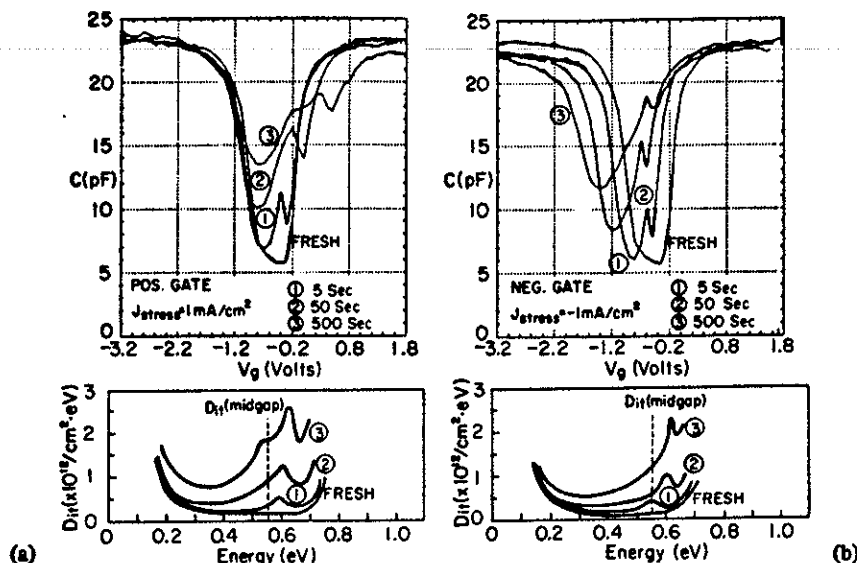 25
20
15
C(pF)
10
5
0
③
②
①
FRESH
POS. GATE
Jstress=1mA/cm²
① 5 Sec
② 50 Sec
③ 500 Sec
-3.2 -2.2 -1.2 -0.2 0.8 1.8
Vg (Volts)
25
20
15
C(pF)
10
5
0
③
②
①
FRESH
NEG. GATE
Jstress=-1mA/cm²
① 5 Sec
② 50 Sec
③ 500 Sec
-3.2 -2.2 -1.2 -0.2 0.8 1.8
Vg (Volts)
Dit(x10¹²/cm²·eV)
3
2
1
0
Dit(midgap)
③
②
①
FRESH
0 0.2 0.4 0.6 0.8 1.0
Energy (eV)
(a)
Dit(x10¹²/cm²·eV)
3
2
1
0
Dit(midgap)
③
②
①
FRESH
0 0.2 0.4 0.6 0.8 1.0
Energy (eV)
(b)